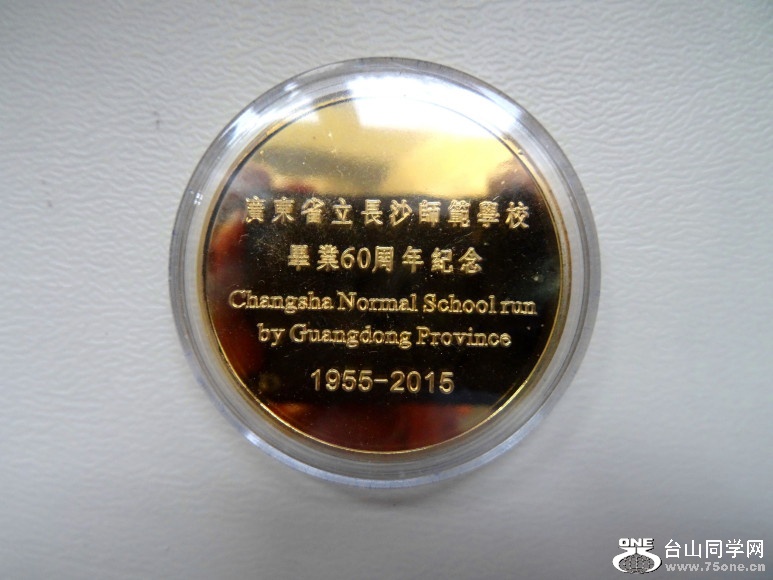 廣東省立長沙師範學校
畢業60周年紀念
Changsha Normal School run
by Guangdong Province
1955-2015
ONE
台山同学网
www.75one.cn